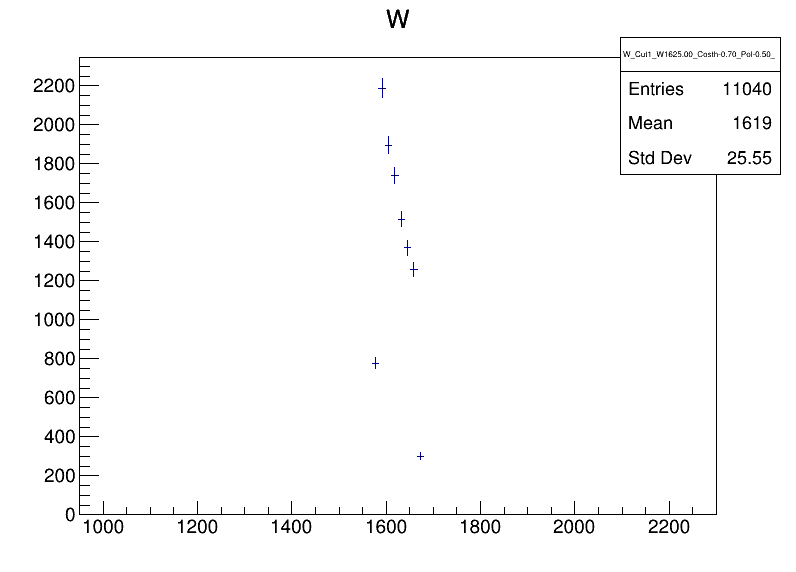 W
W_Cut1_W1625.00_Costh-0.70_Pol-0.50_
Entries 11040
Mean 1619
Std Dev 25.55
2200
2000
1800
1600
1400
1200
1000
800
600
400
200
0
1000 1200 1400 1600 1800 2000 2200